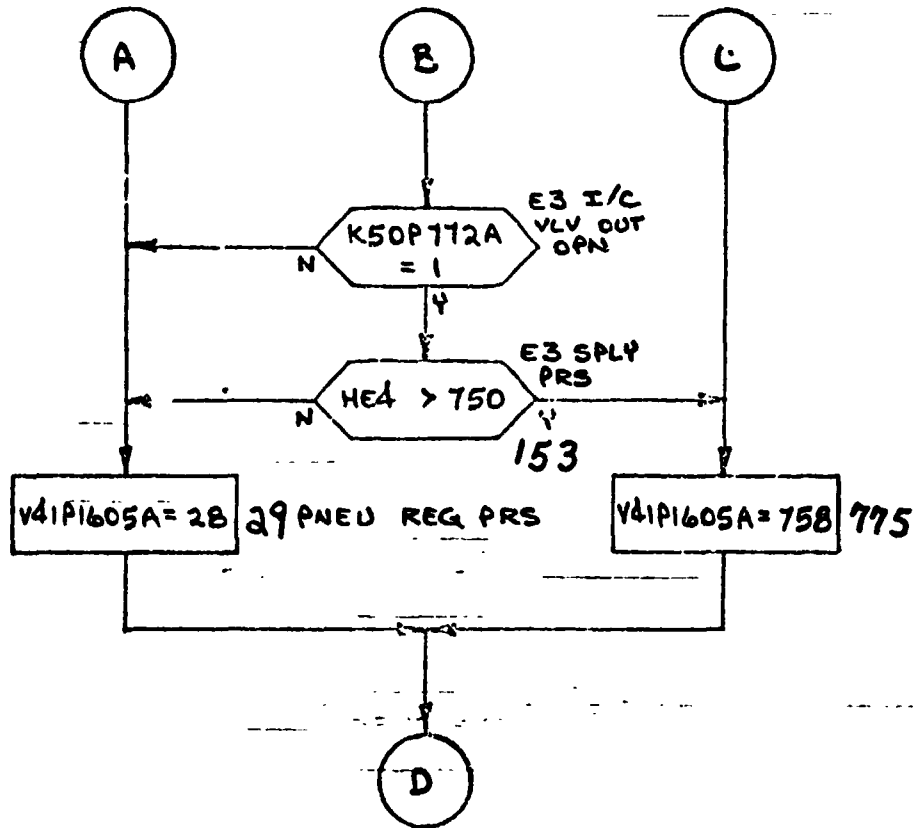 A
B
C
K50P772A
= 1
E3 I/C
VLV OUT
OPN
N
Y
HE4 > 750
E3 SPLY
PRS
N
Y
153
V41P1605A = 28
29 PNEU REG PRS
V41P1605A = 758
775
D